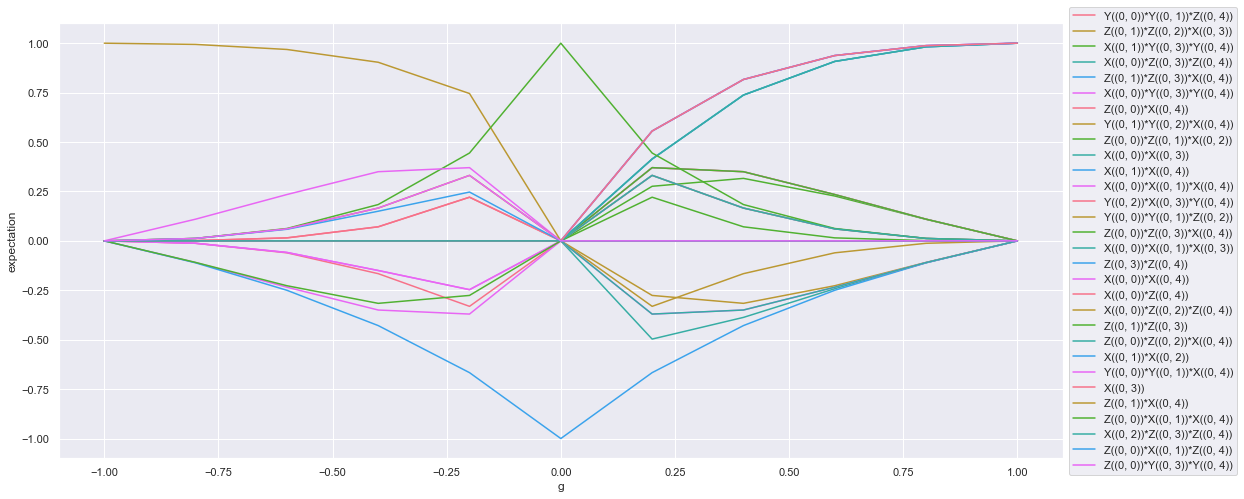 1.00
0.75
0.50
0.25
0.00
−0.25
−0.50
−0.75
−1.00
expectation
−1.00 −0.75 −0.50 −0.25 0.00 0.25 0.50 0.75 1.00
g
Y((0, 0))*Y((0, 1))*Z((0, 4))
Z((0, 1))*Z((0, 2))*X((0, 3))
X((0, 1))*Y((0, 3))*Y((0, 4))
X((0, 0))*Z((0, 3))*Z((0, 4))
Z((0, 1))*Z((0, 3))*X((0, 4))
X((0, 0))*Y((0, 3))*Y((0, 4))
Z((0, 0))*X((0, 4))
Y((0, 1))*Y((0, 2))*X((0, 4))
Z((0, 0))*Z((0, 1))*X((0, 2))
X((0, 0))*X((0, 3))
X((0, 1))*X((0, 4))
X((0, 0))*X((0, 1))*X((0, 4))
Y((0, 2))*X((0, 3))*Y((0, 4))
Y((0, 0))*Y((0, 1))*Z((0, 2))
Z((0, 0))*Z((0, 3))*X((0, 4))
X((0, 0))*X((0, 1))*X((0, 3))
Z((0, 3))*Z((0, 4))
X((0, 0))*X((0, 4))
X((0, 0))*Z((0, 4))
X((0, 0))*Z((0, 2))*Z((0, 4))
Z((0, 1))*Z((0, 3))
Z((0, 0))*Z((0, 2))*X((0, 4))
X((0, 1))*X((0, 2))
Y((0, 0))*Y((0, 1))*X((0, 4))
X((0, 3))
Z((0, 1))*X((0, 4))
Z((0, 0))*X((0, 1))*X((0, 4))
X((0, 2))*Z((0, 3))*Z((0, 4))
Z((0, 0))*X((0, 1))*Z((0, 4))
Z((0, 0))*Y((0, 3))*Y((0, 4))